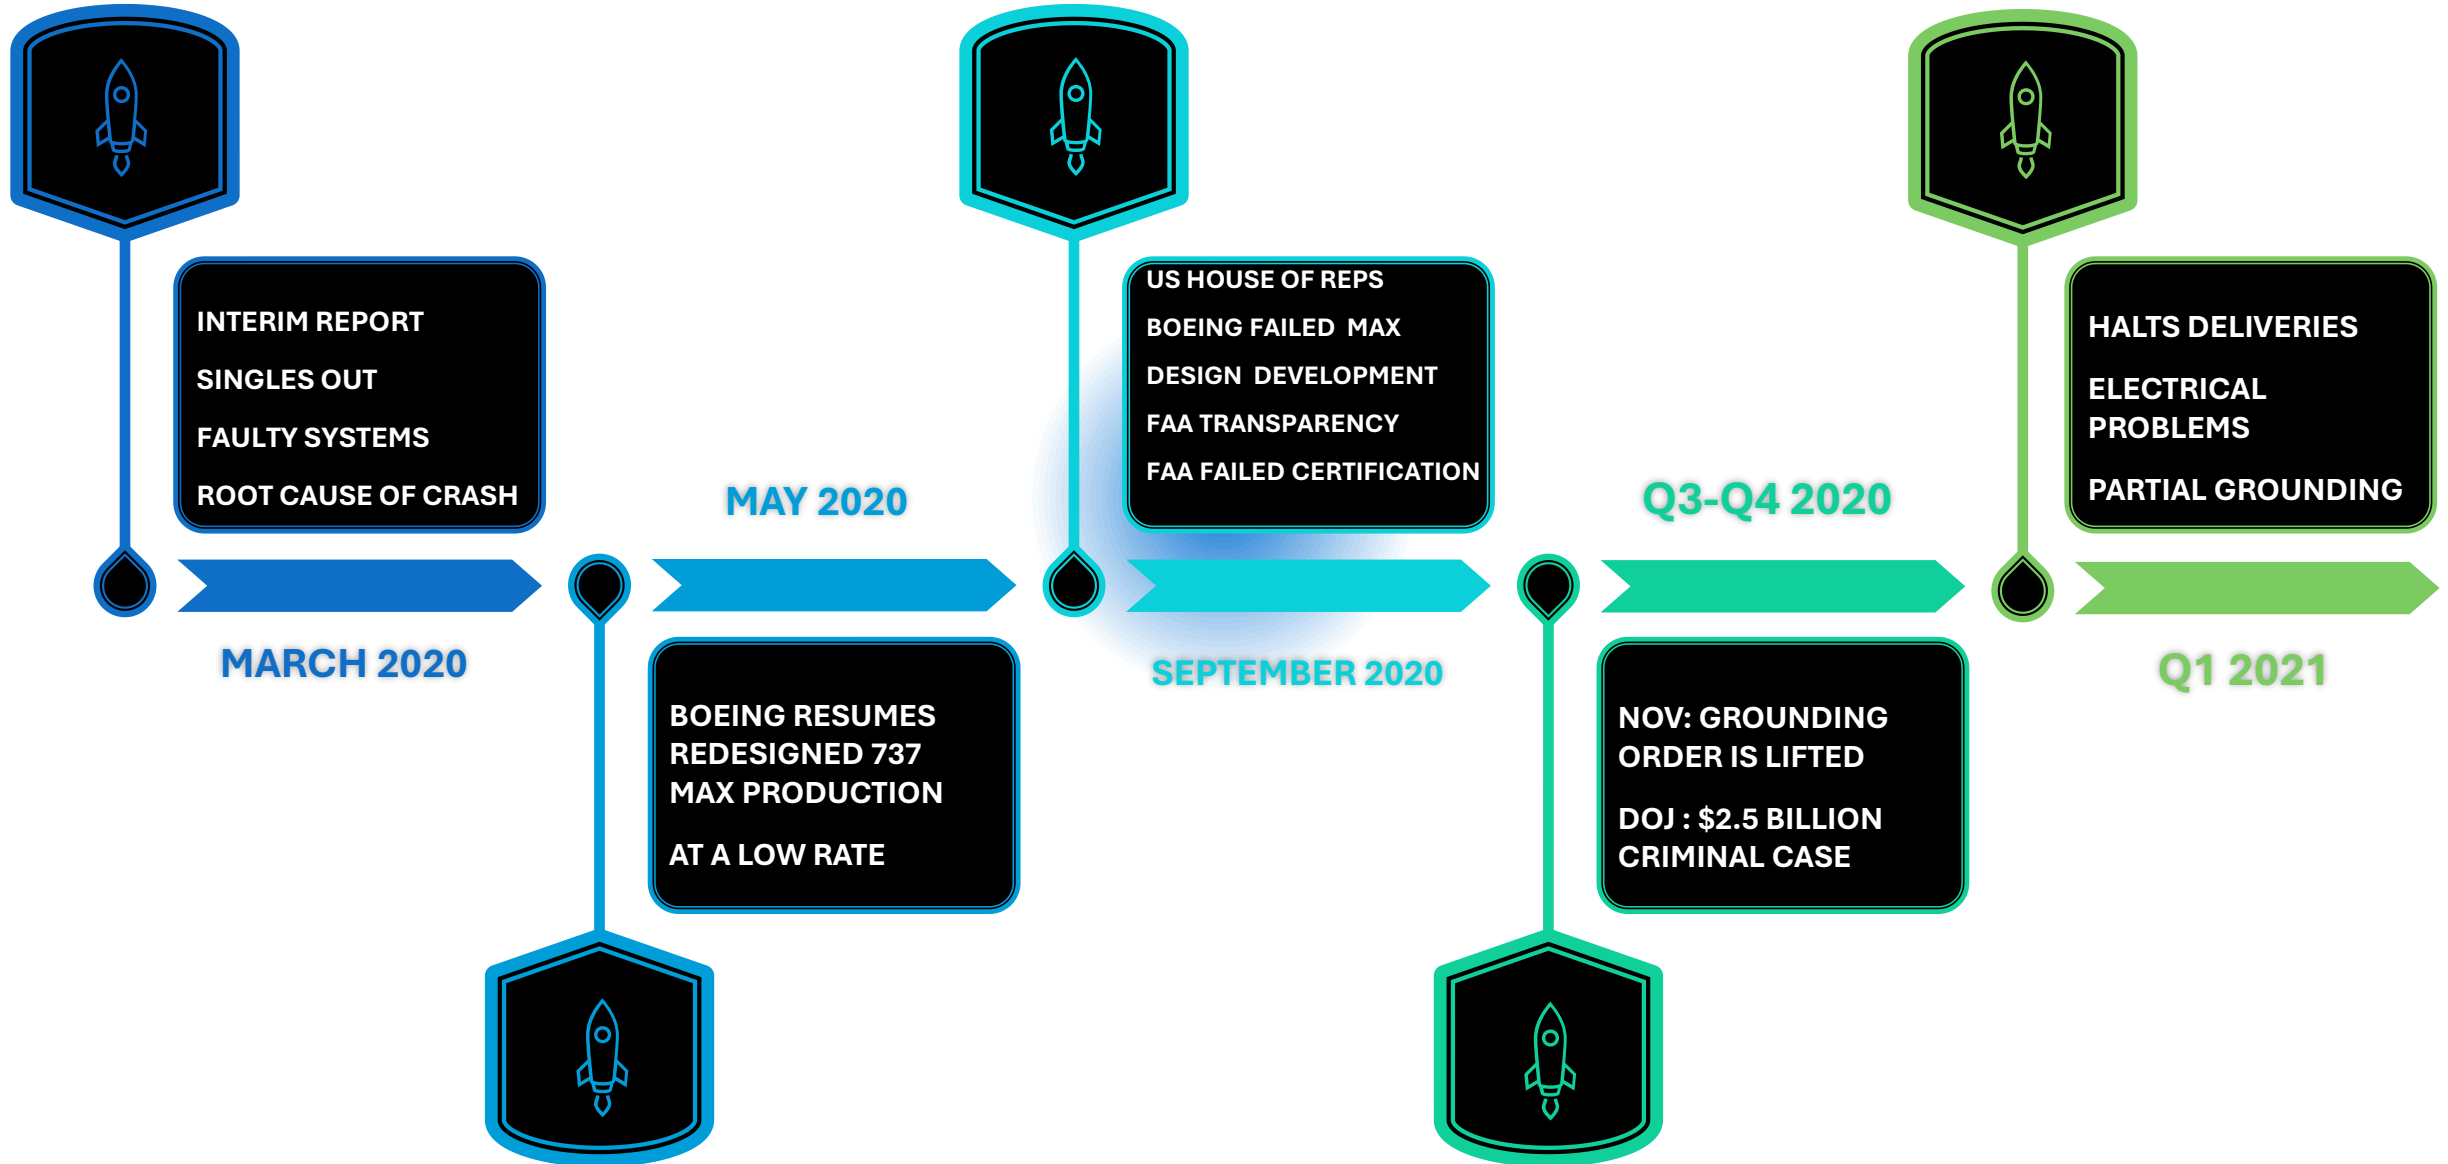 INTERIM REPORT
SINGLES OUT
FAULTY SYSTEMS
ROOT CAUSE OF CRASH
MARCH 2020
MAY 2020
BOEING RESUMES
REDESIGNED 737
MAX PRODUCTION
AT A LOW RATE
US HOUSE OF REPS
BOEING FAILED MAX
DESIGN DEVELOPMENT
FAA TRANSPARENCY
FAA FAILED CERTIFICATION
SEPTEMBER 2020
Q3-Q4 2020
NOV: GROUNDING
ORDER IS LIFTED
DOJ : $2.5 BILLION
CRIMINAL CASE
HALTS DELIVERIES
ELECTRICAL
PROBLEMS
PARTIAL GROUNDING
Q1 2021